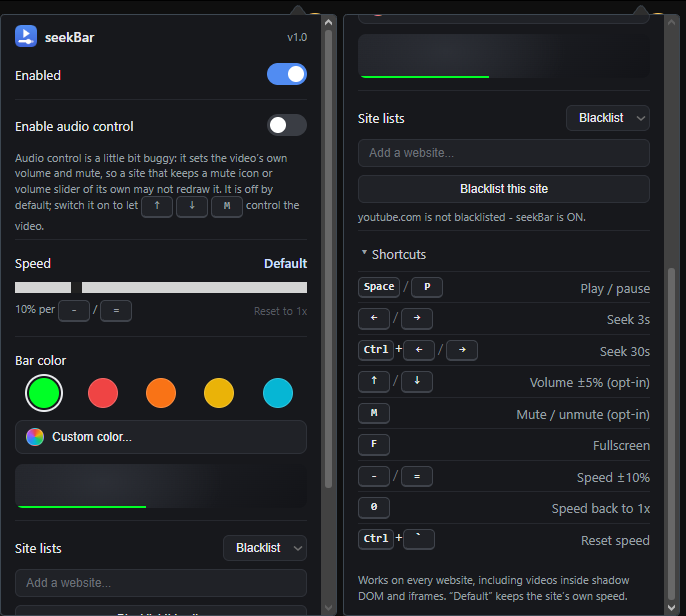 seekBar v1.0
Enabled
Enable audio control
Audio control is a little bit buggy: it sets the video's own
volume and mute, so a site that keeps a mute icon or
volume slider of its own may not redraw it. It is off by
default; switch it on to let ↑ ↓ M control the
video.
Speed Default
10% per - / = Reset to 1x
Bar color
Custom color...
Site lists Blacklist
Add a website...
Site lists Blacklist
Add a website...
Blacklist this site
youtube.com is not blacklisted - seekBar is ON.
Shortcuts
Space / P Play / pause
← / → Seek 3s
Ctrl + ← / → Seek 30s
↑ / ↓ Volume ±5% (opt-in)
M Mute / unmute (opt-in)
F Fullscreen
- / = Speed ±10%
0 Speed back to 1x
Ctrl + ` Reset speed
Works on every website, including videos inside shadow
DOM and iframes. “Default” keeps the site's own speed.